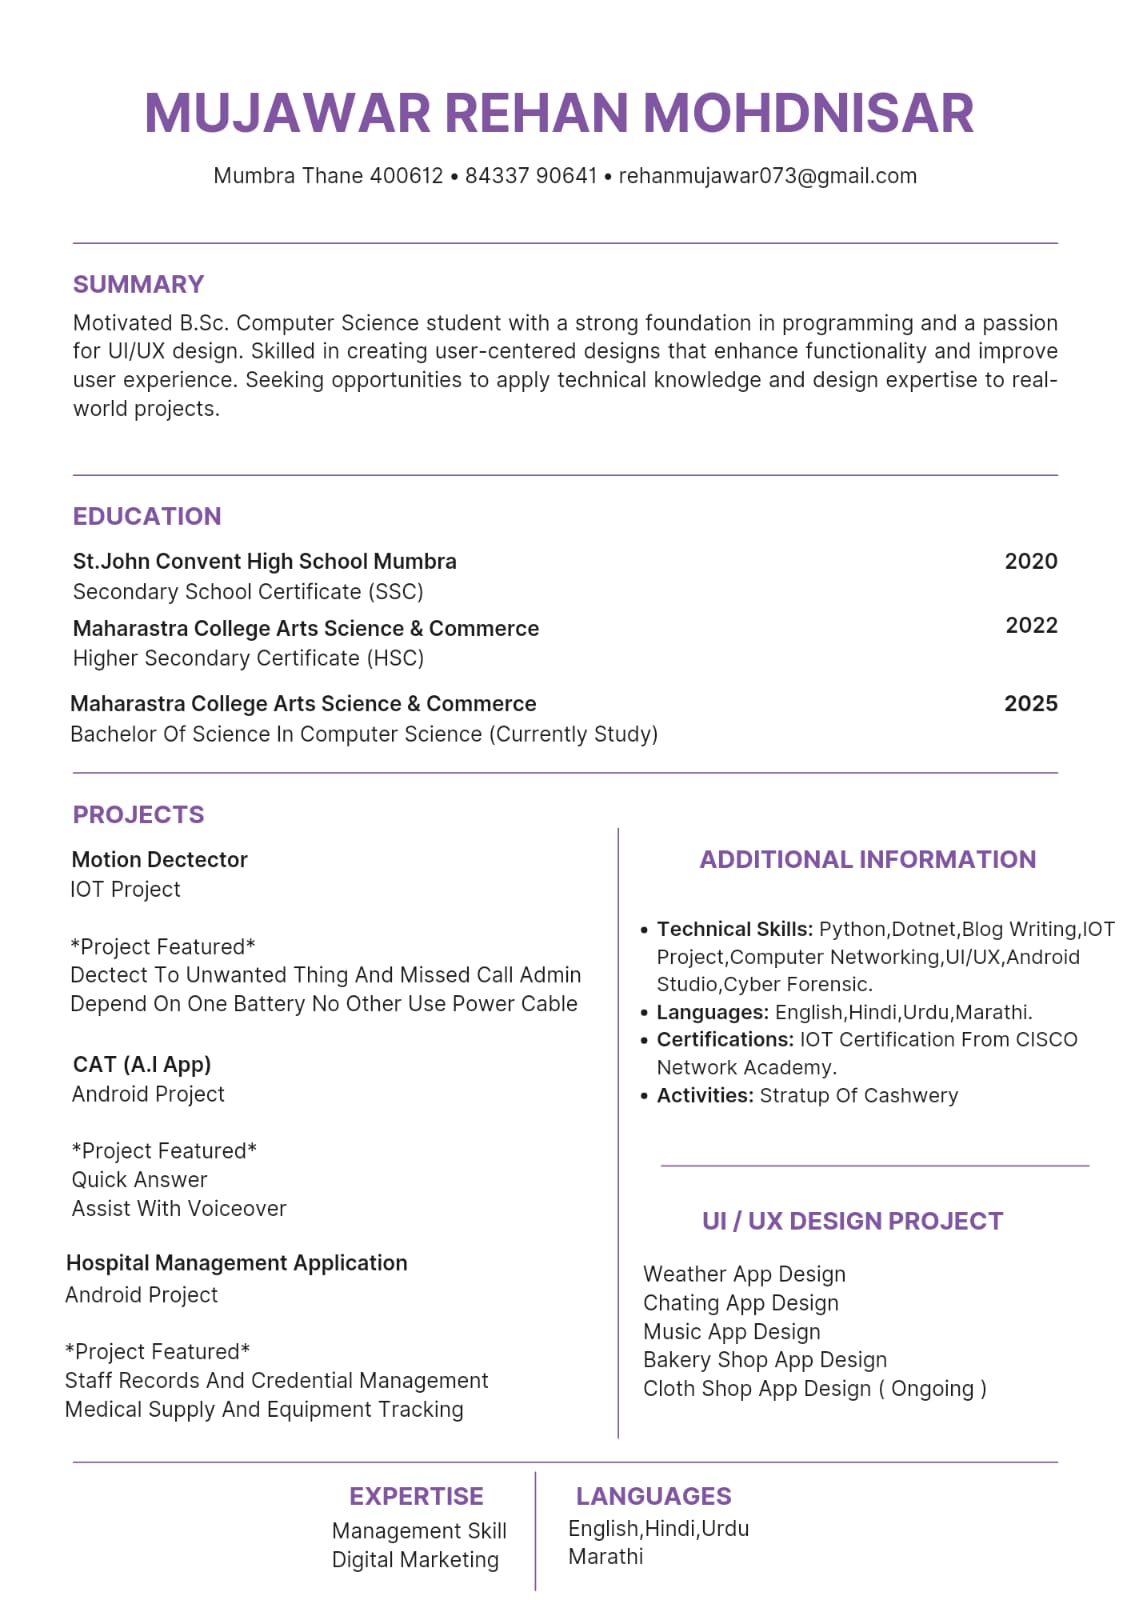 MUJAWAR REHAN MOHDNISAR
Mumbra Thane 400612 • 84337 90641 • rehanmujawar073@gmail.com
SUMMARY
Motivated B.Sc. Computer Science student with a strong foundation in programming and a passion
for UI/UX design. Skilled in creating user-centered designs that enhance functionality and improve
user experience. Seeking opportunities to apply technical knowledge and design expertise to real-
world projects.
EDUCATION
St.John Convent High School Mumbra 2020
Secondary School Certificate (SSC)
Maharastra College Arts Science & Commerce 2022
Higher Secondary Certificate (HSC)
Maharastra College Arts Science & Commerce 2025
Bachelor Of Science In Computer Science (Currently Study)
PROJECTS
Motion Dectector
IOT Project
*Project Featured*
Dectect To Unwanted Thing And Missed Call Admin
Depend On One Battery No Other Use Power Cable
CAT (A.I App)
Android Project
*Project Featured*
Quick Answer
Assist With Voiceover
Hospital Management Application
Android Project
*Project Featured*
Staff Records And Credential Management
Medical Supply And Equipment Tracking
ADDITIONAL INFORMATION
• Technical Skills: Python,Dotnet,Blog Writing,IOT
Project,Computer Networking,UI/UX,Android
Studio,Cyber Forensic.
• Languages: English,Hindi,Urdu,Marathi.
• Certifications: IOT Certification From CISCO
Network Academy.
• Activities: Stratup Of Cashwery
UI / UX DESIGN PROJECT
Weather App Design
Chating App Design
Music App Design
Bakery Shop App Design
Cloth Shop App Design ( Ongoing )
EXPERTISE
Management Skill
Digital Marketing
LANGUAGES
English,Hindi,Urdu
Marathi